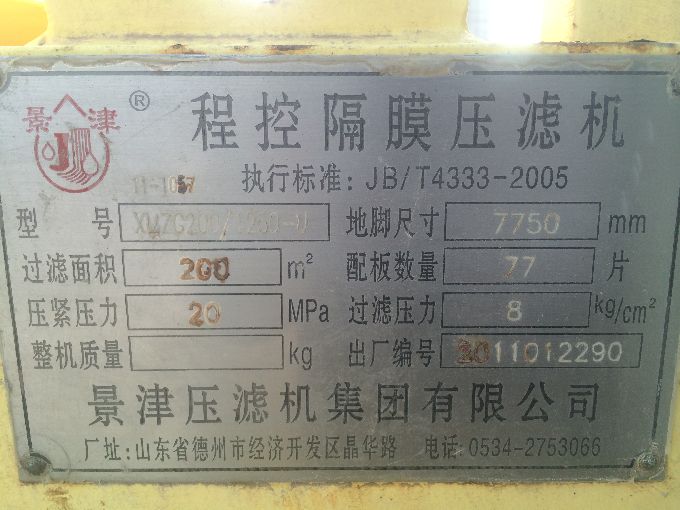 景津 ® 程控隔膜压滤机
执行标准：JB/T4333-2005
型号 地脚尺寸 7750 mm
过滤面积 200 m² 配板数量 77 片
压紧压力 20 MPa 过滤压力 8 kg/cm²
整机质量 kg 出厂编号 2011012290
景津压滤机集团有限公司
厂址：山东省德州市经济开发区晶华路 电话：0534-2753066